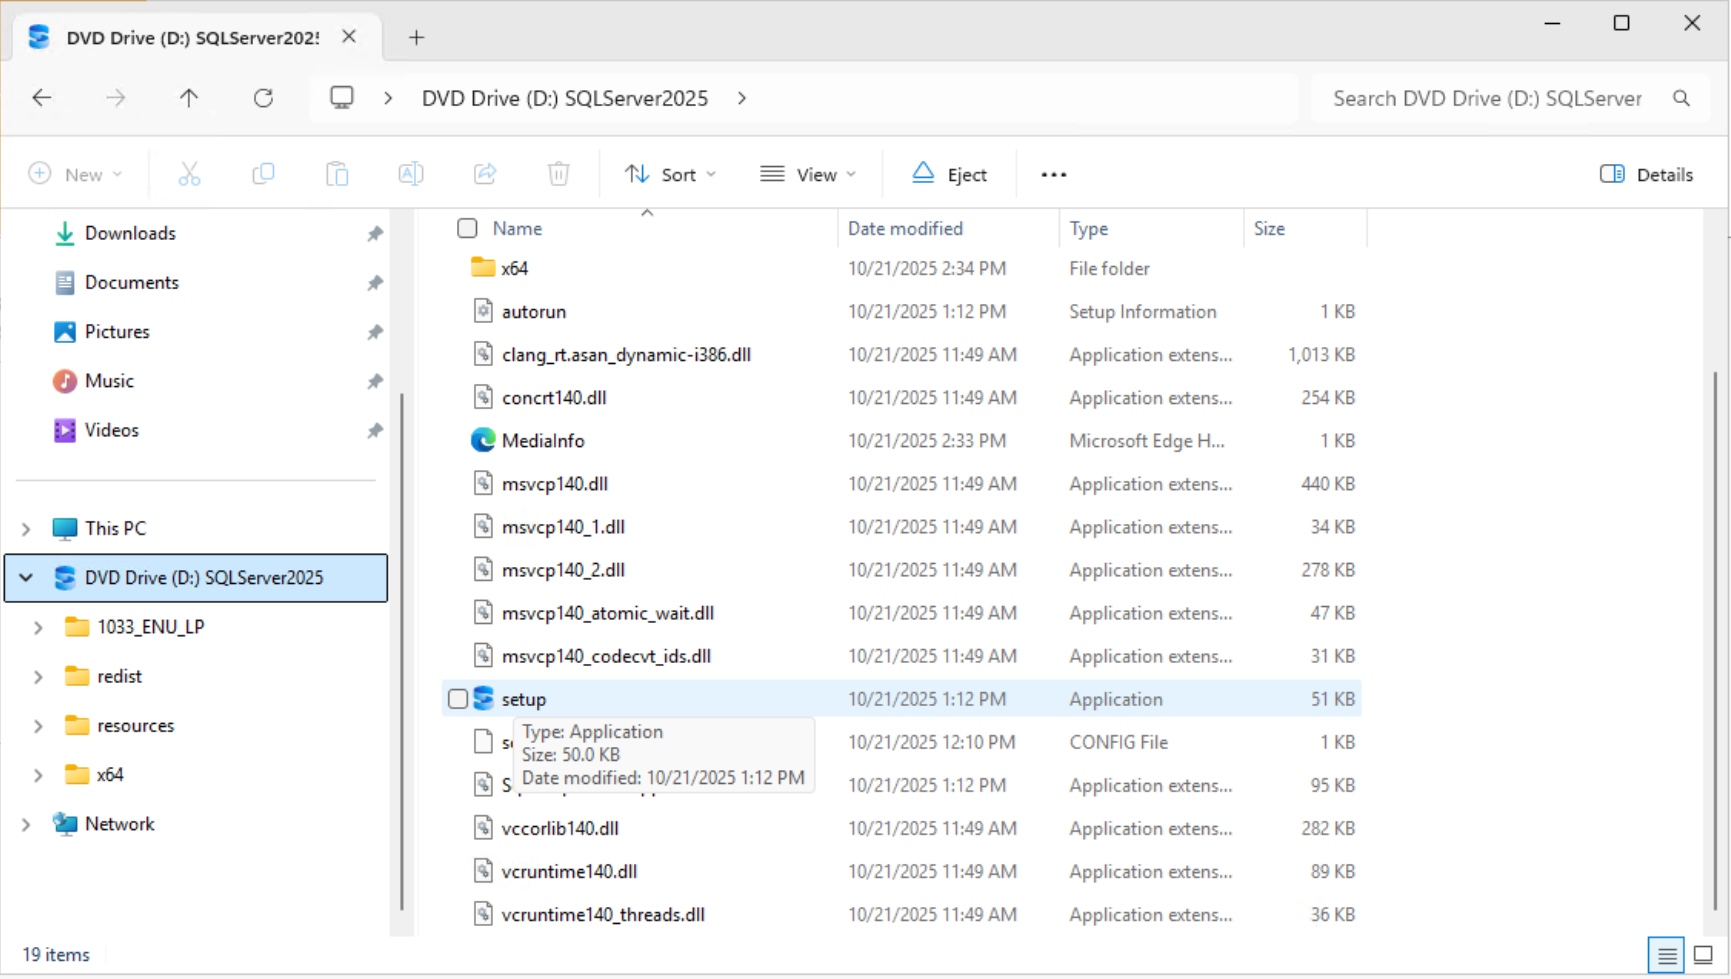 DVD Drive (D:) SQLServer202
DVD Drive (D:) SQLServer2025
Search DVD Drive (D:) SQLServer
New
Sort
View
Eject
Details
Downloads
Documents
Pictures
Music
Videos
This PC
DVD Drive (D:) SQLServer2025
1033_ENU_LP
redist
resources
x64
Network
Name Date modified Type Size
x64 10/21/2025 2:34 PM File folder
autorun 10/21/2025 1:12 PM Setup Information 1 KB
clang_rt.asan_dynamic-i386.dll 10/21/2025 11:49 AM Application extens... 1,013 KB
concrt140.dll 10/21/2025 11:49 AM Application extens... 254 KB
MediaInfo 10/21/2025 2:33 PM Microsoft Edge H... 1 KB
msvcp140.dll 10/21/2025 11:49 AM Application extens... 440 KB
msvcp140_1.dll 10/21/2025 11:49 AM Application extens... 34 KB
msvcp140_2.dll 10/21/2025 11:49 AM Application extens... 278 KB
msvcp140_atomic_wait.dll 10/21/2025 11:49 AM Application extens... 47 KB
msvcp140_codecvt_ids.dll 10/21/2025 11:49 AM Application extens... 31 KB
setup 10/21/2025 1:12 PM Application 51 KB
Type: Application
Size: 50.0 KB
Date modified: 10/21/2025 1:12 PM
10/21/2025 12:10 PM CONFIG File 1 KB
10/21/2025 1:12 PM Application extens... 95 KB
vccorlib140.dll 10/21/2025 11:49 AM Application extens... 282 KB
vcruntime140.dll 10/21/2025 11:49 AM Application extens... 89 KB
vcruntime140_threads.dll 10/21/2025 11:49 AM Application extens... 36 KB
19 items